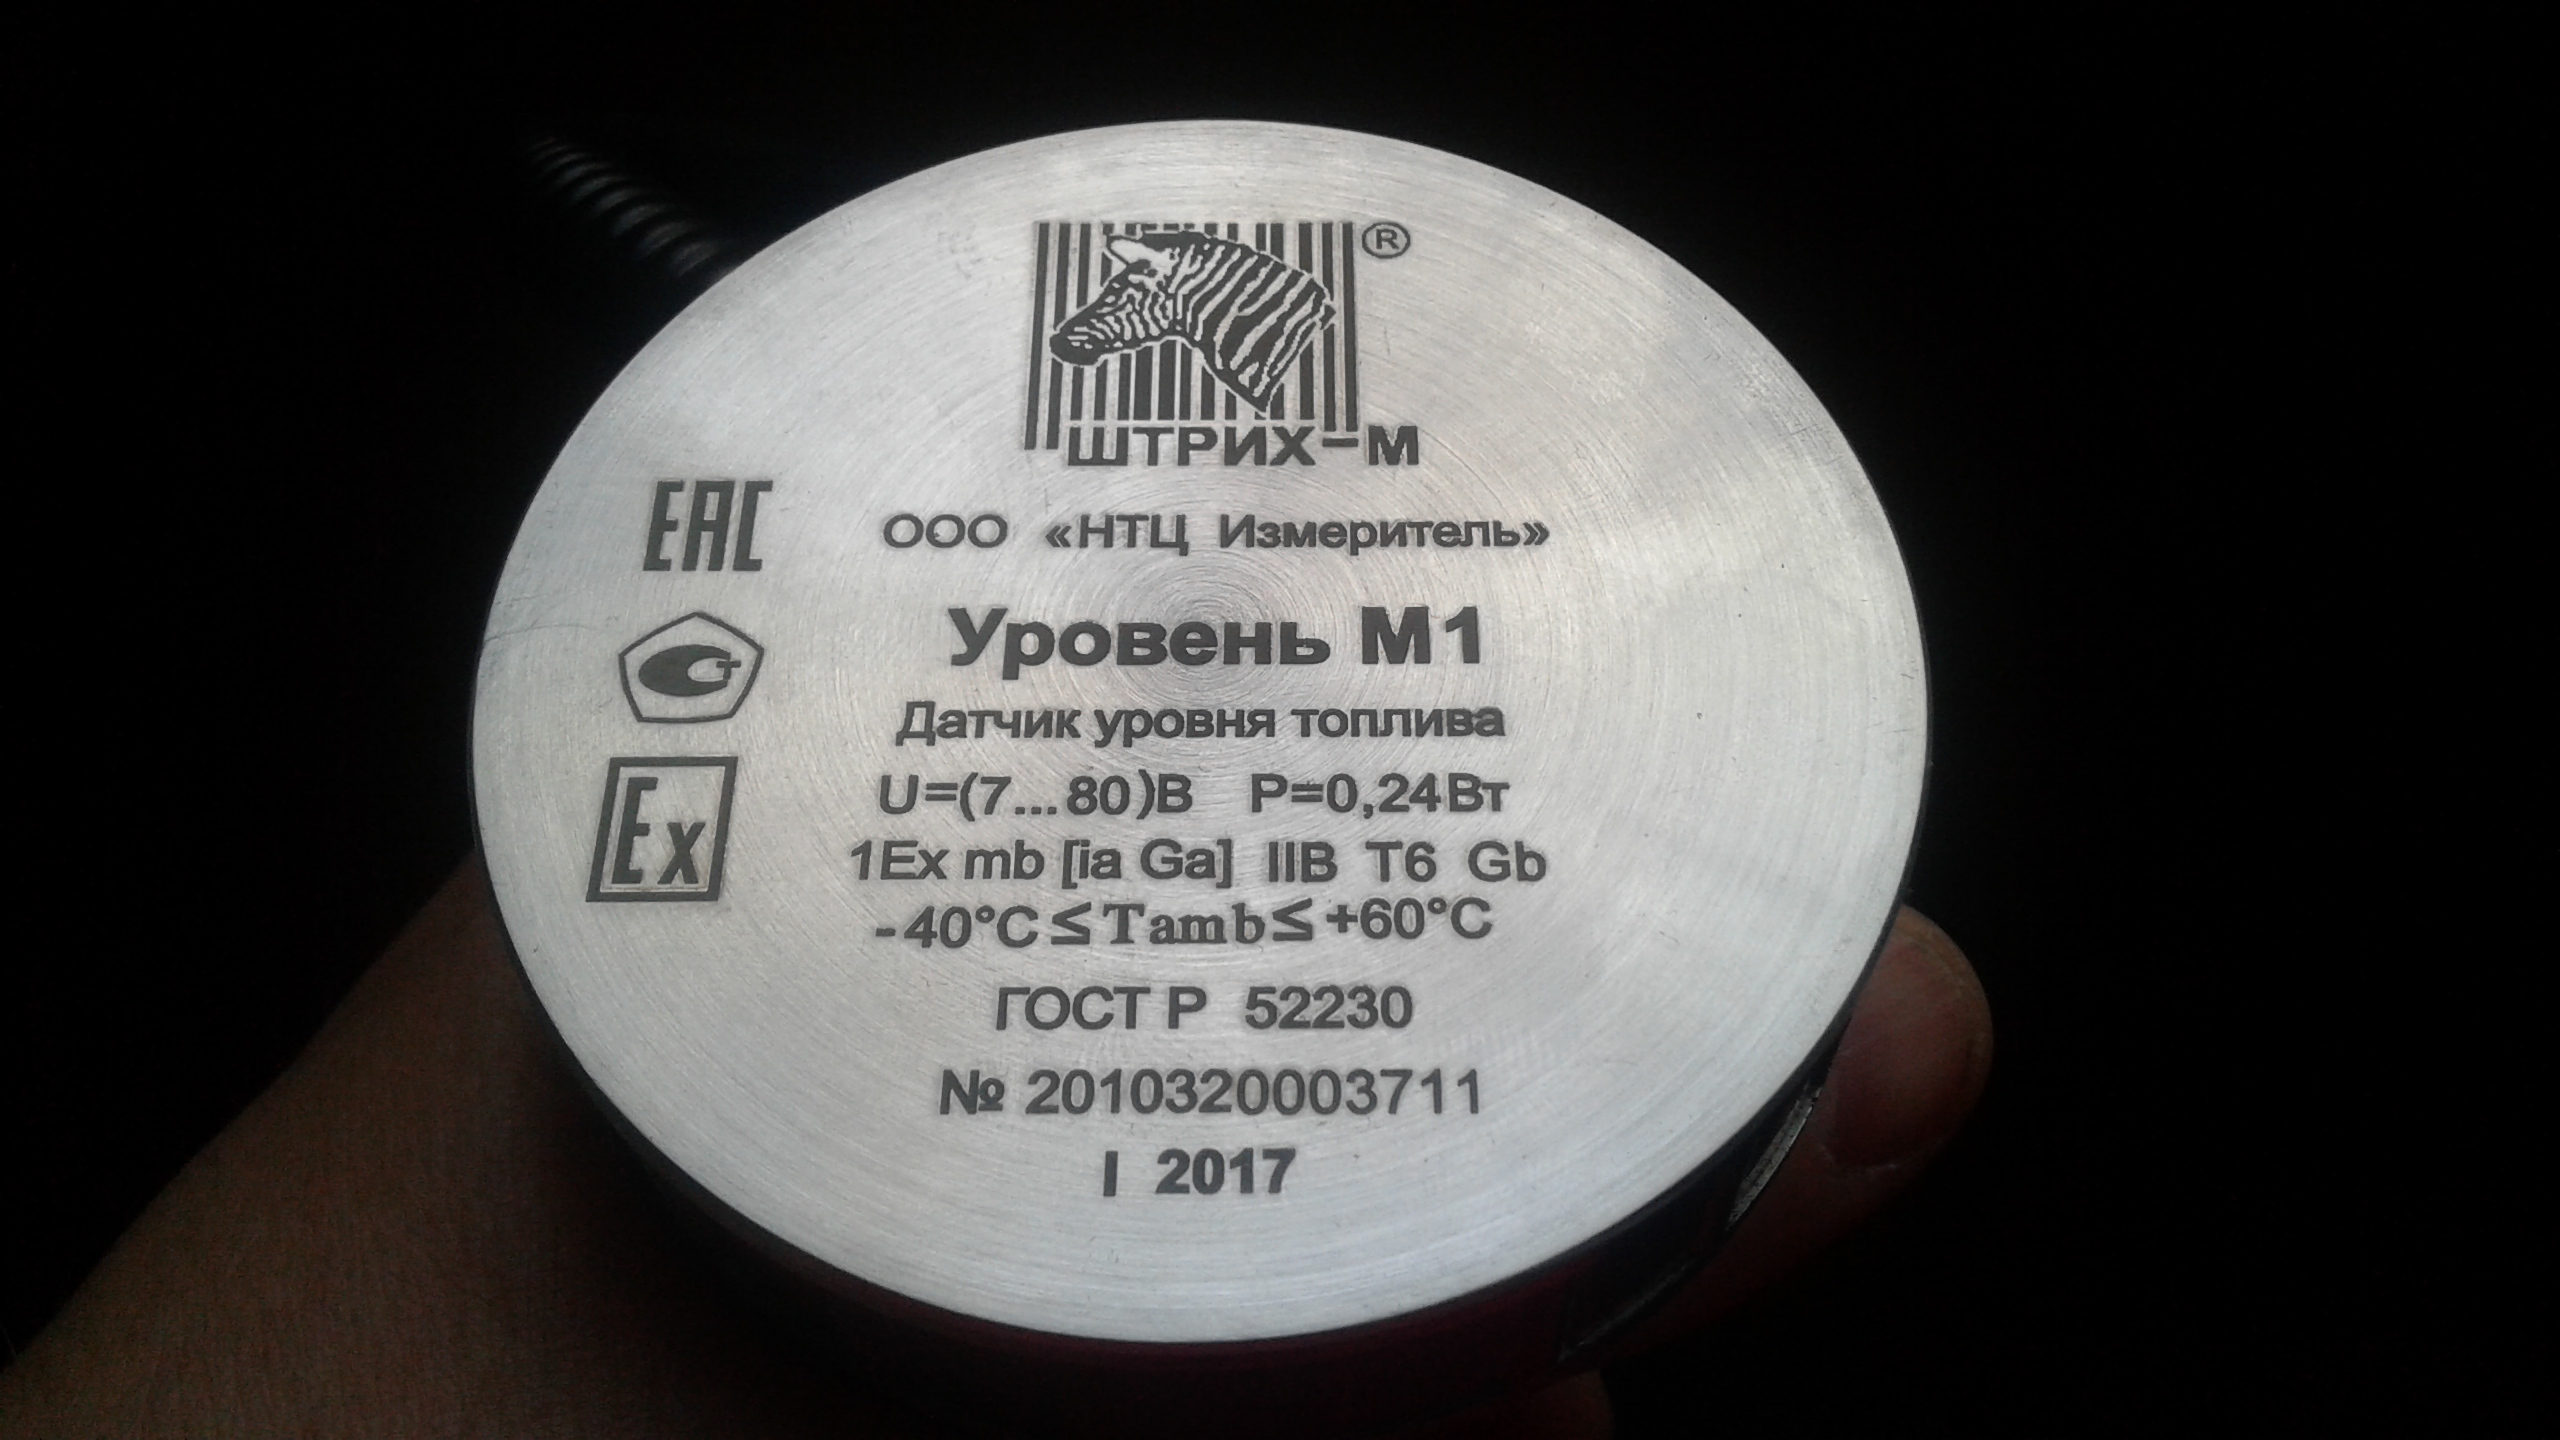 ®
ШТРИХ-М
ЕАС
ООО «НТЦ Измеритель»
Уровень М1
Ст
Датчик уровня топлива
U=(7...80)В P=0,24Вт
Ex
1Ex mb [ia Ga] IIB T6 Gb
-40°C≤Tamb≤+60°C
ГОСТ Р 52230
№ 2010320003711
I 2017